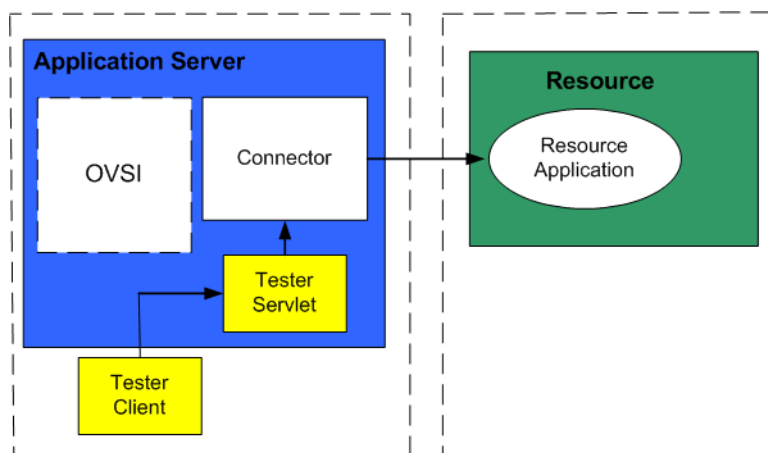 Application Server
OVSI
Connector
Tester
Servlet
Tester
Client
Resource
Resource
Application